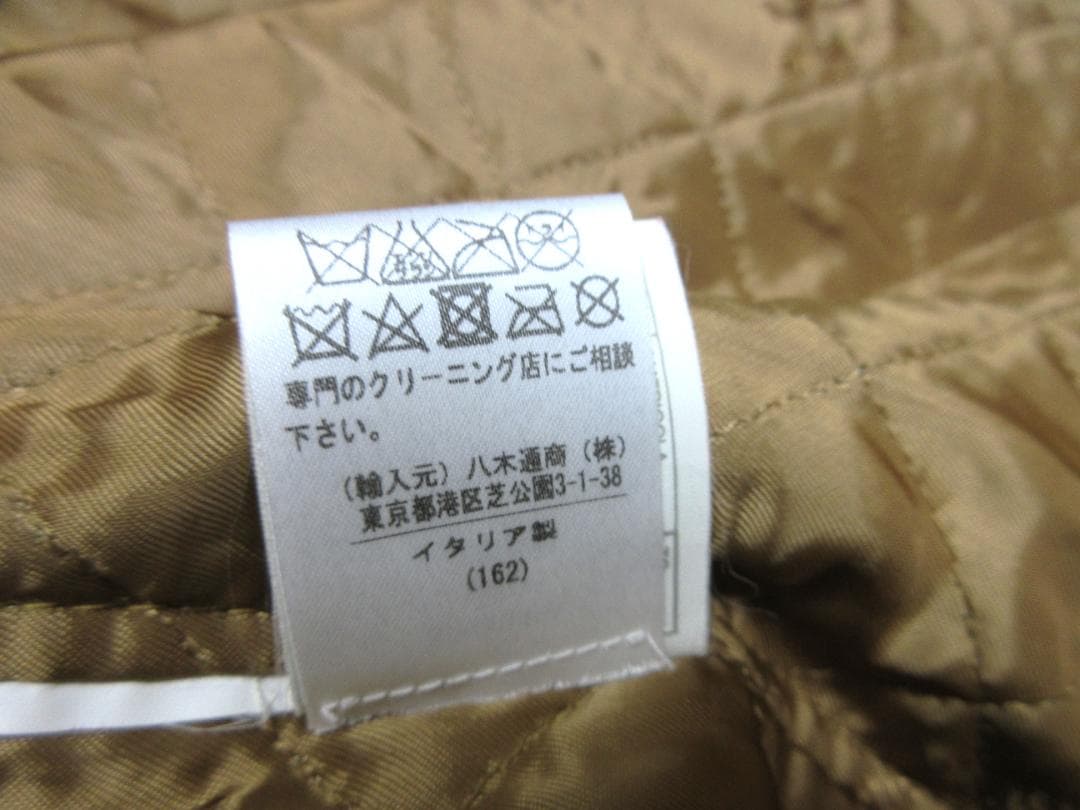 専門のクリーニング店にご相談
下さい。
(輸入元) 八木通商 (株)
東京都港区芝公園3-1-38
イタリア製
(162)